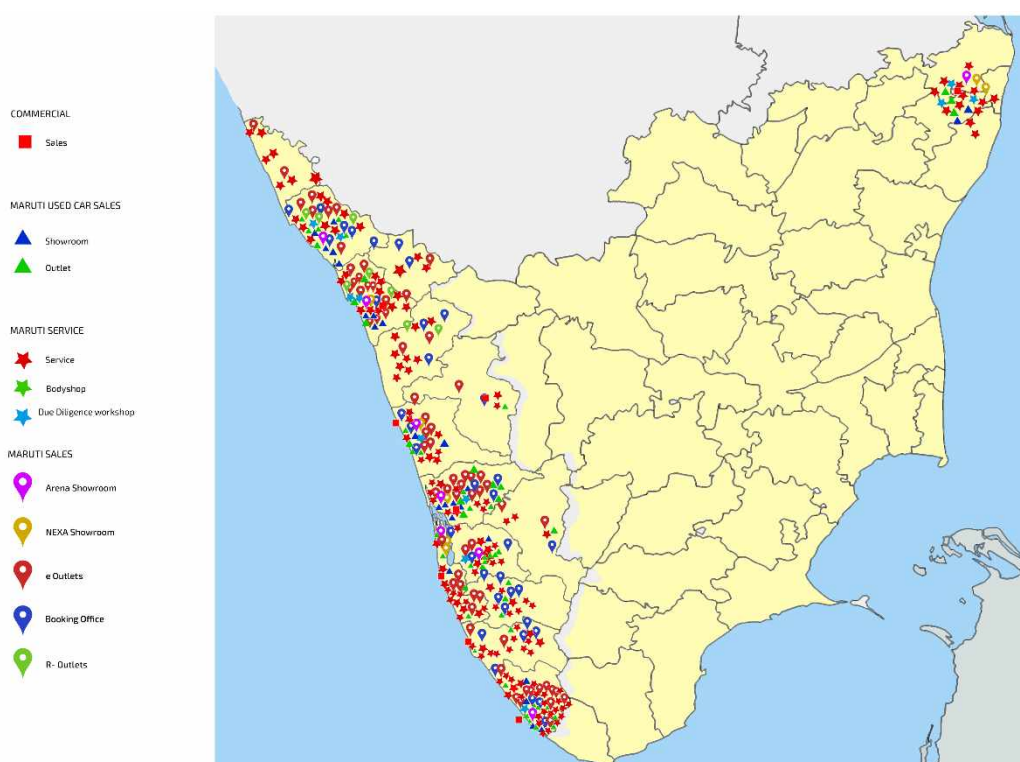 COMMERCIAL
Sales
MARUTI USED CAR SALES
Showroom
Outlet
MARUTI SERVICE
Service
Bodyshop
Due Diligence workshop
MARUTI SALES
Arena Showroom
NEXA Showroom
e Outlets
Booking Office
R- Outlets